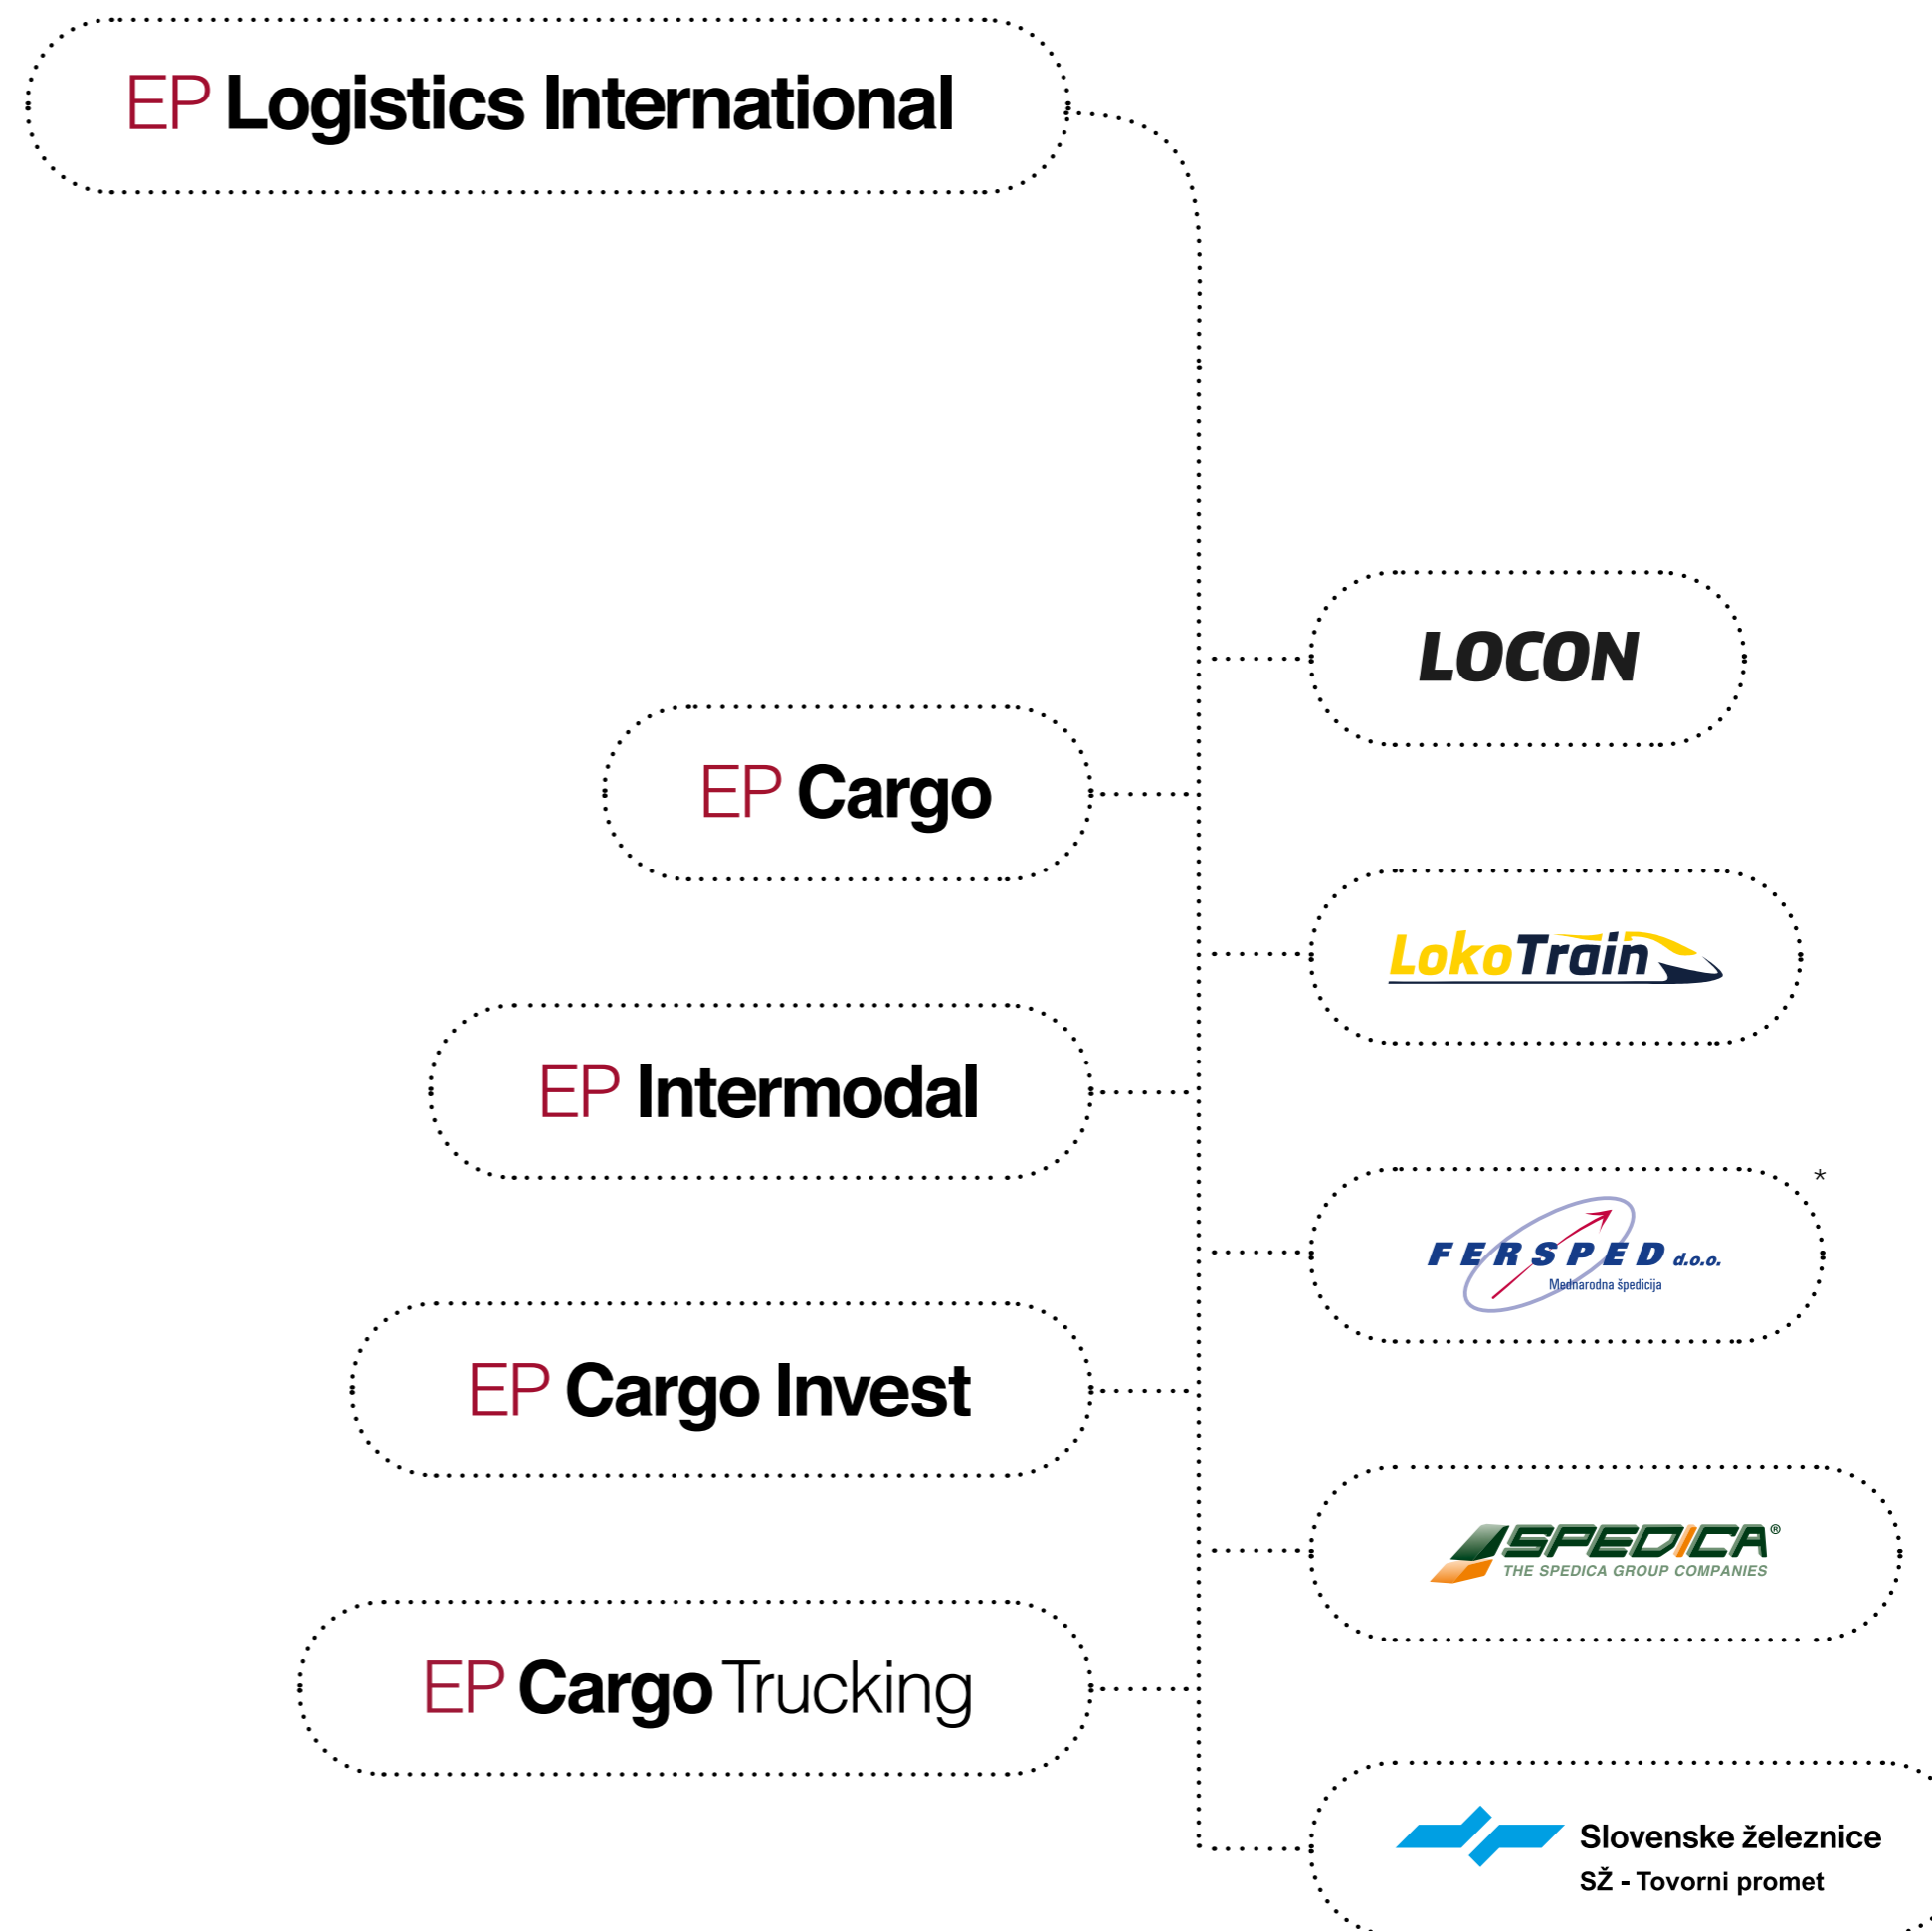 EP Logistics International
LOCON
EP Cargo
LokoTrain
EP Intermodal
*
FERSPED d.o.o.
Mednarodna špedicija
EP Cargo Invest
SPEDICA®
THE SPEDICA GROUP COMPANIES
EP Cargo Trucking
Slovenske železnice
SŽ - Tovorni promet